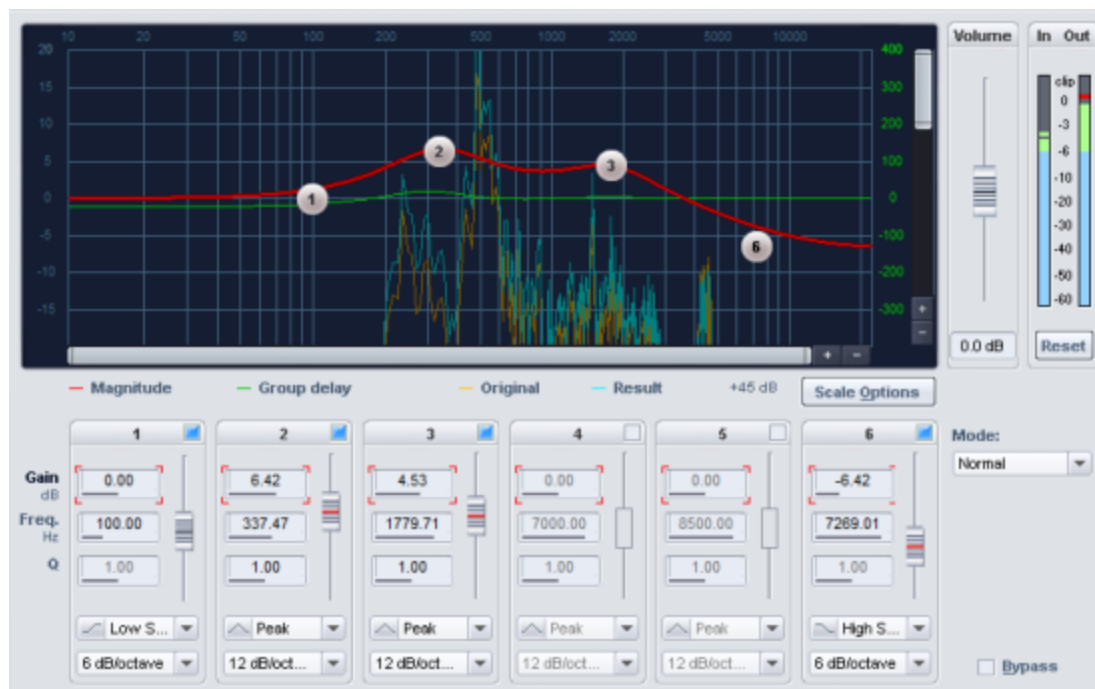 10 20 50 100 200 500 1000 2000 5000 10000
Volume
In Out
20 400
15 300
10 200
5 100
0 0
-5 -100
-10 -200
-15 -300
1 2 3 6
clip
0
-3
-6
-10
-20
-30
-40
-50
-60
+
-
+ -
0.0 dB
Reset
Magnitude Group delay Original Result +45 dB Scale Options
1 2 3 4 5 6
Mode:
Normal
Gain dB 0.00 6.42 4.53 0.00 0.00 -6.42
Freq. Hz 100.00 337.47 1779.71 7000.00 8500.00 7269.01
Q 1.00 1.00 1.00 1.00 1.00 1.00
Low S... Peak Peak Peak Peak High S...
6 dB/octave 12 dB/oct... 12 dB/oct... 12 dB/oct... 12 dB/oct... 6 dB/octave
Bypass